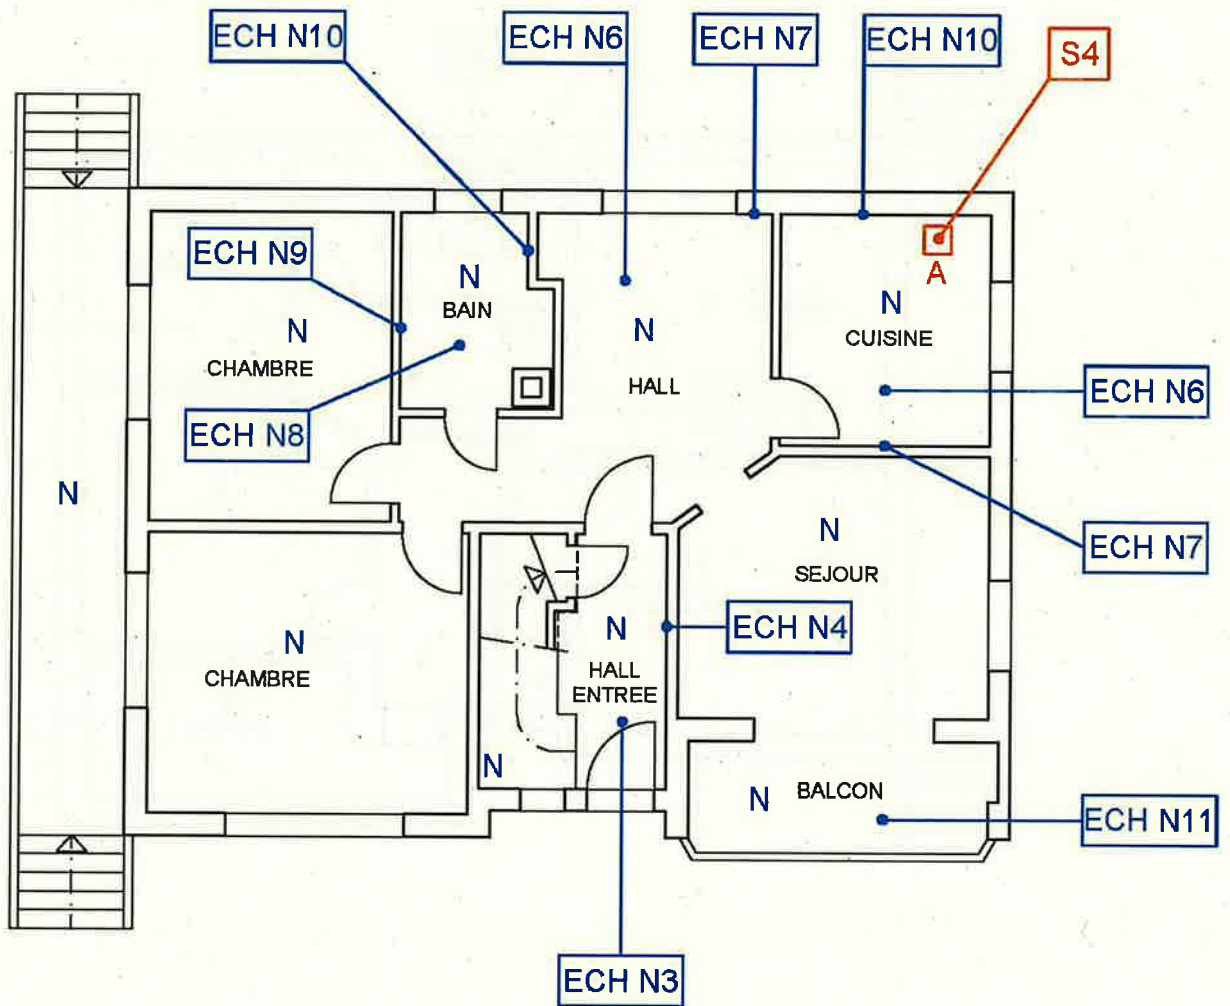 ECH N10
ECH N6
ECH N7
ECH N10
S4
ECH N9
N
BAIN
A
N
CHAMBRE
N
HALL
N
CUISINE
ECH N8
ECH N6
N
N
SEJOUR
ECH N7
N
CHAMBRE
N
HALL
ENTREE
ECH N4
N
N
BALCON
ECH N11
ECH N3